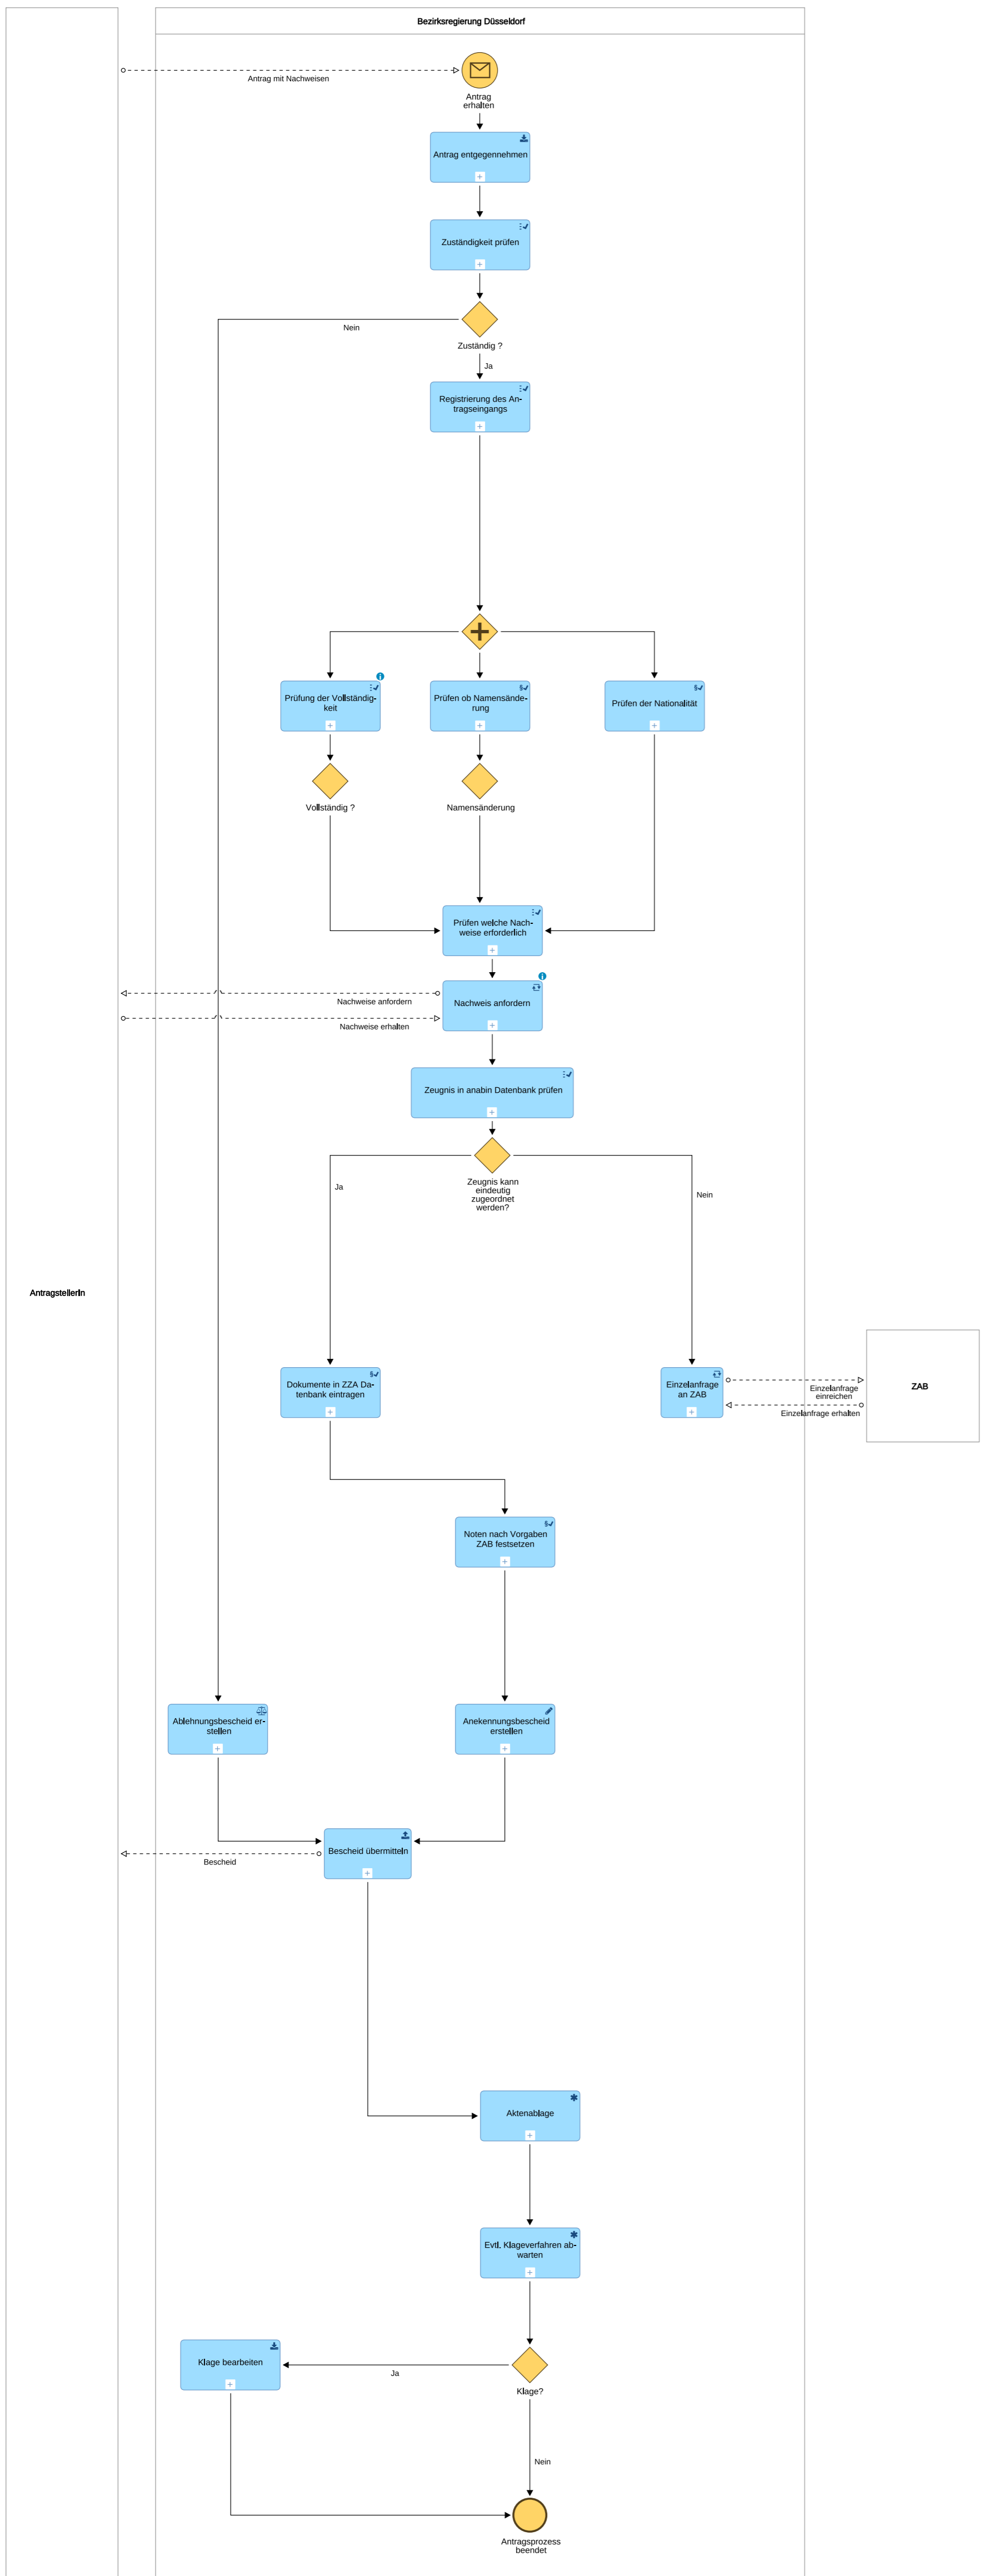 Bezirksregierung Düsseldorf
Antrag mit Nachweisen
Antrag
erhalten
Antrag entgegennehmen
Zuständigkeit prüfen
Nein
Zuständig ?
Ja
Registrierung des An-
tragseingangs
Prüfung der Vollständig-
keit
Prüfen ob Namensände-
rung
Prüfen der Nationalität
Vollständig ?
Namensänderung
Prüfen welche Nach-
weise erforderlich
Nachweise anfordern
Nachweis anfordern
Nachweise erhalten
Zeugnis in anabin Datenbank prüfen
Ja
Zeugnis kann
eindeutig
zugeordnet
werden?
Nein
AntragstellerIn
Dokumente in ZZA Da-
tenbank eintragen
Einzelanfrage
an ZAB
Einzelanfrage
einreichen
Einzelanfrage erhalten
ZAB
Noten nach Vorgaben
ZAB festsetzen
Ablehnungsbescheid er-
stellen
Anekennungsbescheid
erstellen
Bescheid übermitteln
Bescheid
Aktenablage
Evtl. Klageverfahren ab-
warten
Klage bearbeiten
Ja
Klage?
Nein
Antragsprozess
beendet